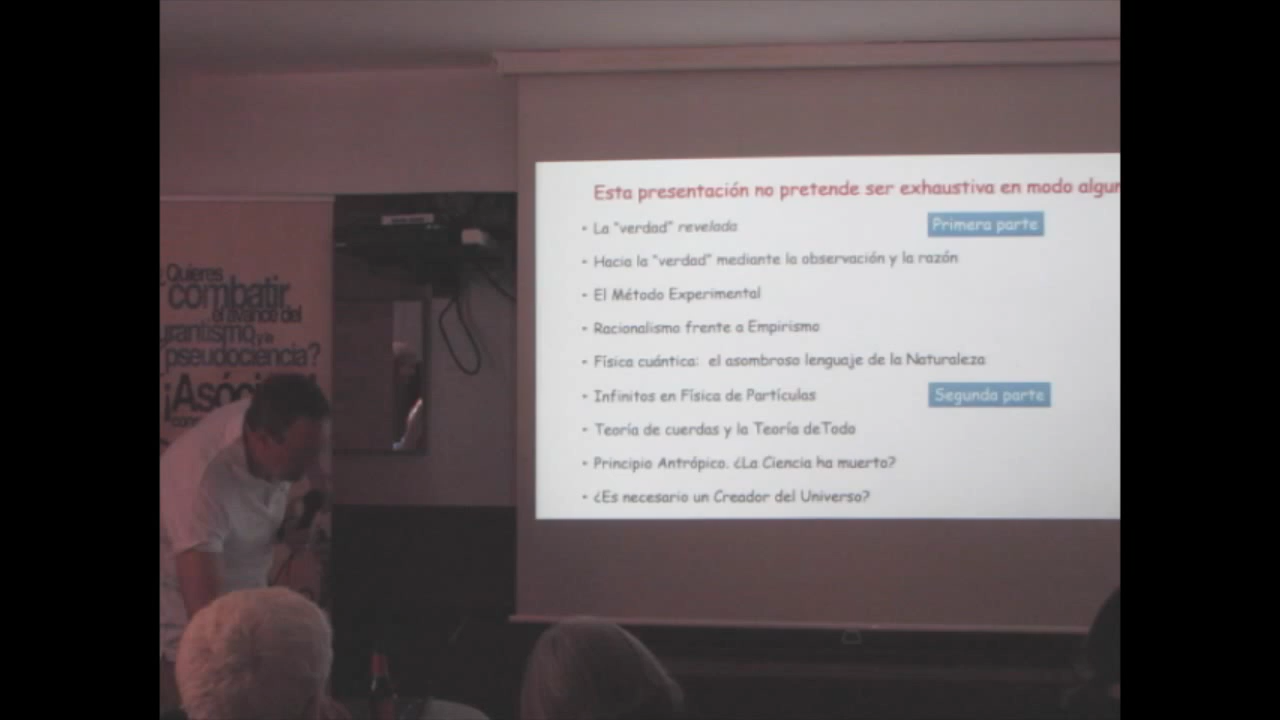 Esta presentación no pretende ser exhaustiva en modo algun
• La "verdad" revelada
Primera parte
• Hacia la "verdad" mediante la observación y la razón
• El Método Experimental
• Racionalismo frente a Empirismo
• Física cuántica: el asombroso lenguaje de la Naturaleza
• Infinitos en Física de Partículas
Segunda parte
• Teoría de cuerdas y la Teoría deTodo
• Principio Antrópico. ¿La Ciencia ha muerto?
• ¿Es necesario un Creador del Universo?
¿Quieres
combatir
el avance del
urantismo y la
pseudociencia?